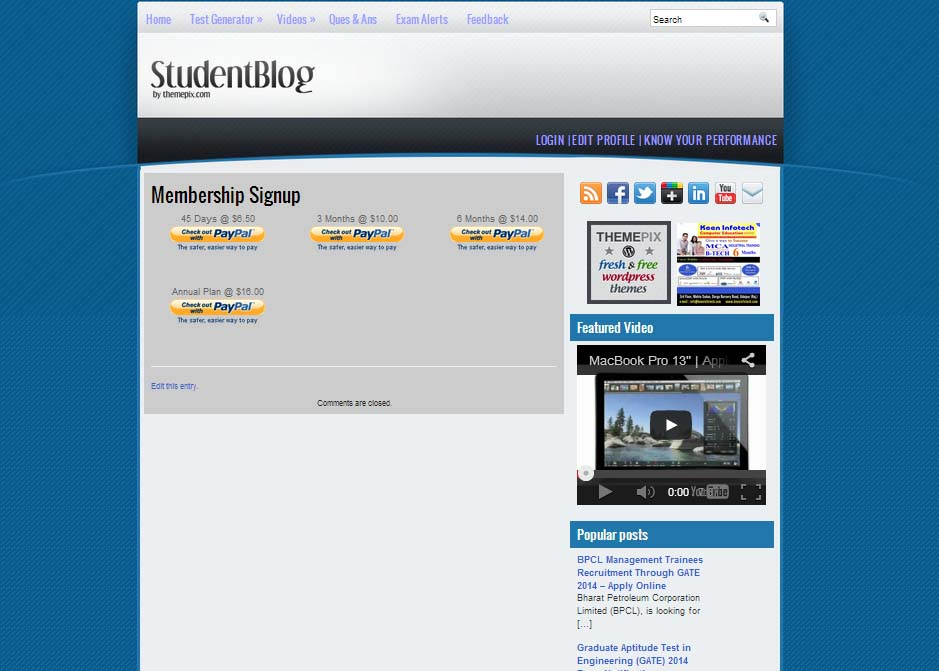 Home Test Generator » Videos » Ques & Ans Exam Alerts Feedback
Search
StudentBlog
by themepix.com
LOGIN |EDIT PROFILE | KNOW YOUR PERFORMANCE
Membership Signup
45 Days @ $6.50
Check out with PayPal
The safer, easier way to pay
3 Months @ $10.00
Check out with PayPal
The safer, easier way to pay
6 Months @ $14.00
Check out with PayPal
The safer, easier way to pay
Annual Plan @ $16.00
Check out with PayPal
The safer, easier way to pay
Edit this entry.
Comments are closed.
You
Tube
THEMEPIX
fresh & free
wordpress
themes
Keen Infotech
Computer Education
MCA
B-TECH 6 Months
Featured Video
MacBook Pro 13" | Appl
0:00
YouTube
Popular posts
BPCL Management Trainees
Recruitment Through GATE
2014 – Apply Online
Bharat Petroleum Corporation
Limited (BPCL), is looking for
[...]
Graduate Aptitude Test in
Engineering (GATE) 2014